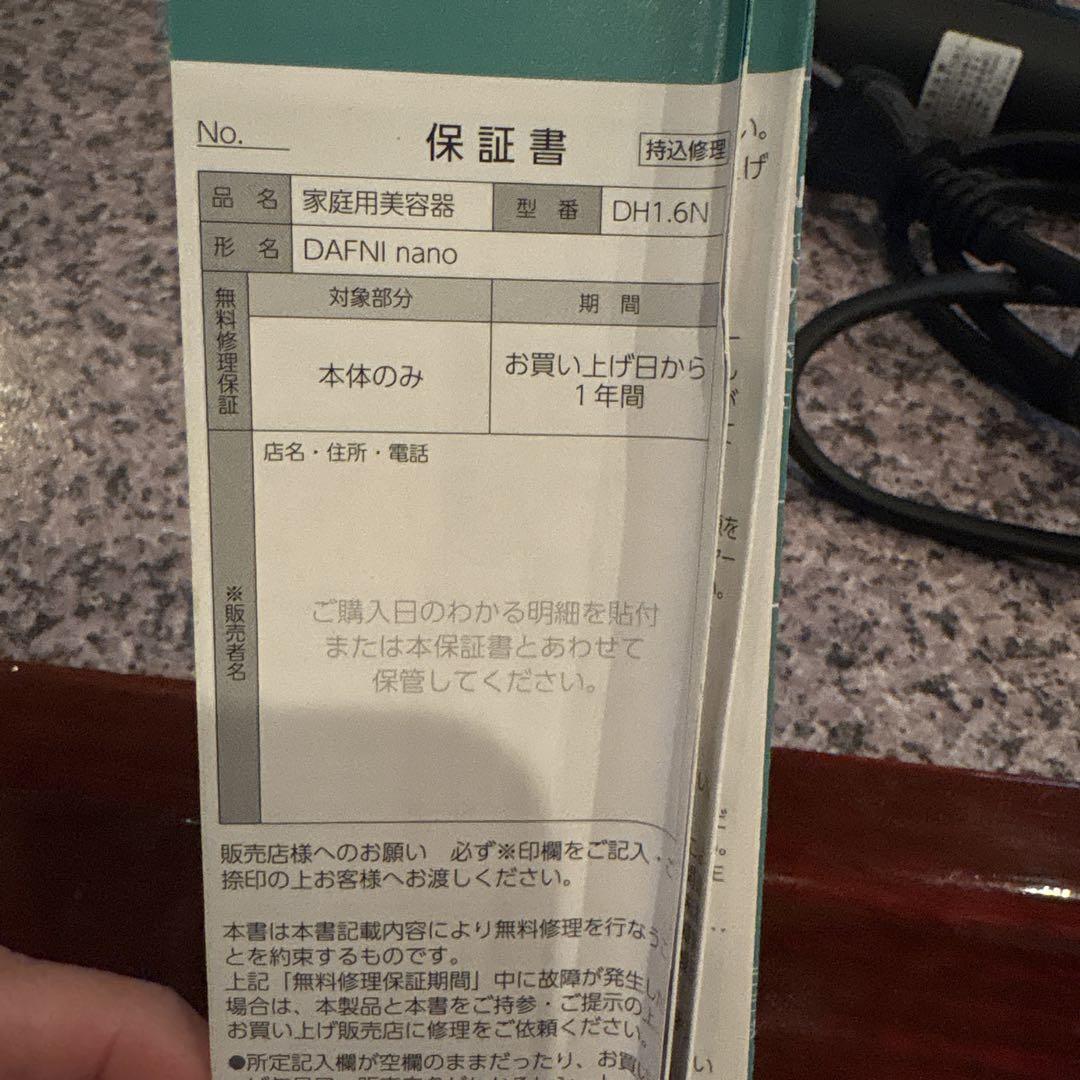 No.
保証書
持込修理
品名 家庭用美容器 型番 DH1.6N
形名 DAFNI nano
無料修理保証
対象部分 期間
本体のみ
お買い上げ日から
1年間
※販売者名
店名・住所・電話
ご購入日のわかる明細を貼付
または本保証書とあわせて
保管してください。
販売店様へのお願い 必ず※印欄をご記入・ご
捺印の上お客様へお渡しください。
本書は本書記載内容により無料修理を行なうこ
とを約束するものです。
上記「無料修理保証期間」中に故障が発生した
場合は、本製品と本書をご持参・ご提示の上
お買い上げ販売店に修理をご依頼ください。
●所定記入欄が空欄のままだったり、お買い